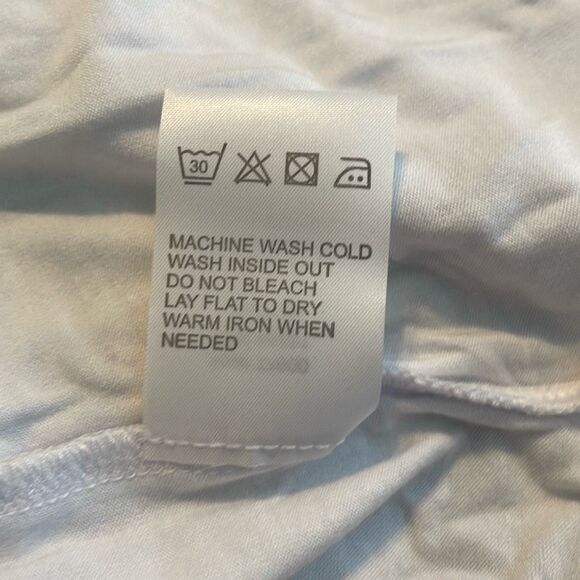 30
MACHINE WASH COLD
WASH INSIDE OUT
DO NOT BLEACH
LAY FLAT TO DRY
WARM IRON WHEN
NEEDED